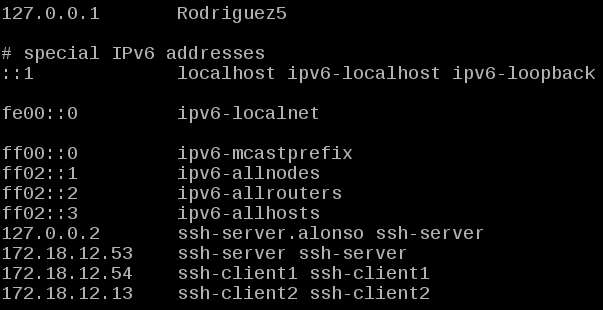 127.0.0.1 Rodriguez5
# special IPv6 addresses
::1 localhost ipv6-localhost ipv6-loopback
fe00::0 ipv6-localnet
ff00::0 ipv6-mcastprefix
ff02::1 ipv6-allnodes
ff02::2 ipv6-allrouters
ff02::3 ipv6-allhosts
127.0.0.2 ssh-server.alonso ssh-server
172.18.12.53 ssh-server ssh-server
172.18.12.54 ssh-client1 ssh-client1
172.18.12.13 ssh-client2 ssh-client2